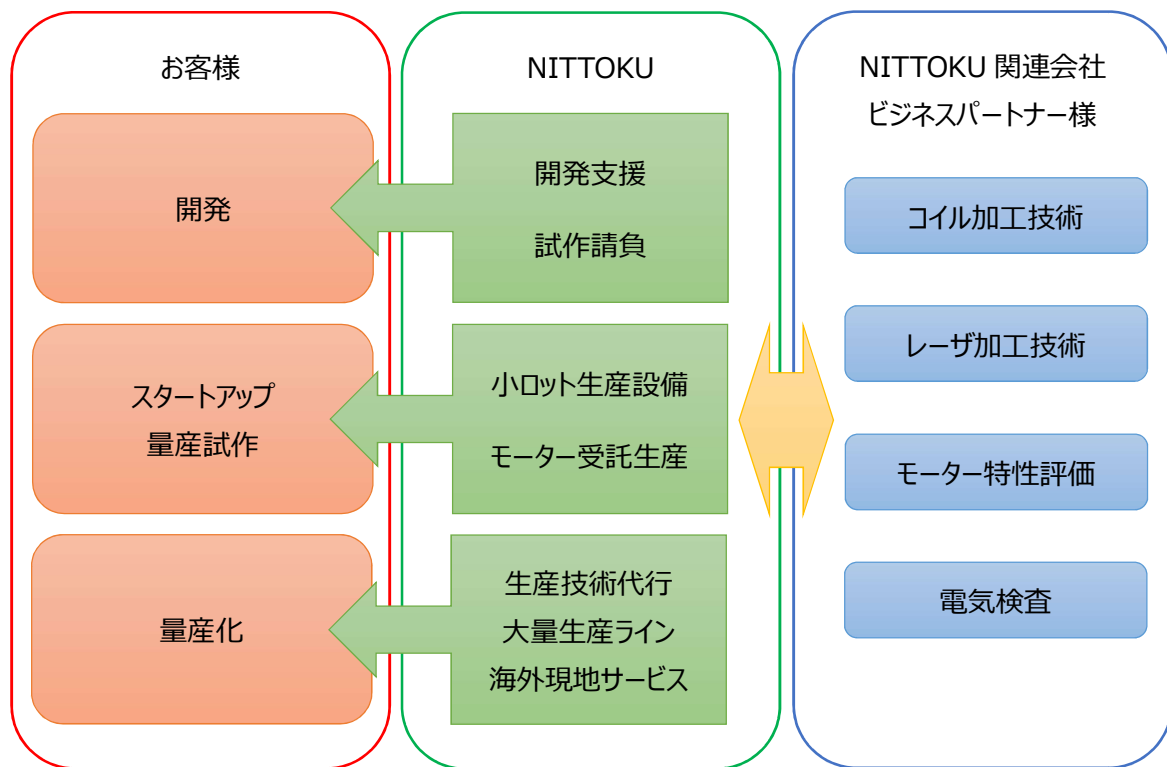 お客様
開発
スタートアップ
量産試作
量産化
NITTOKU
開発支援
試作請負
小ロット生産設備
モーター受託生産
生産技術代行
大量生産ライン
海外現地サービス
NITTOKU 関連会社
ビジネスパートナー様
コイル加工技術
レーザ加工技術
モーター特性評価
電気検査